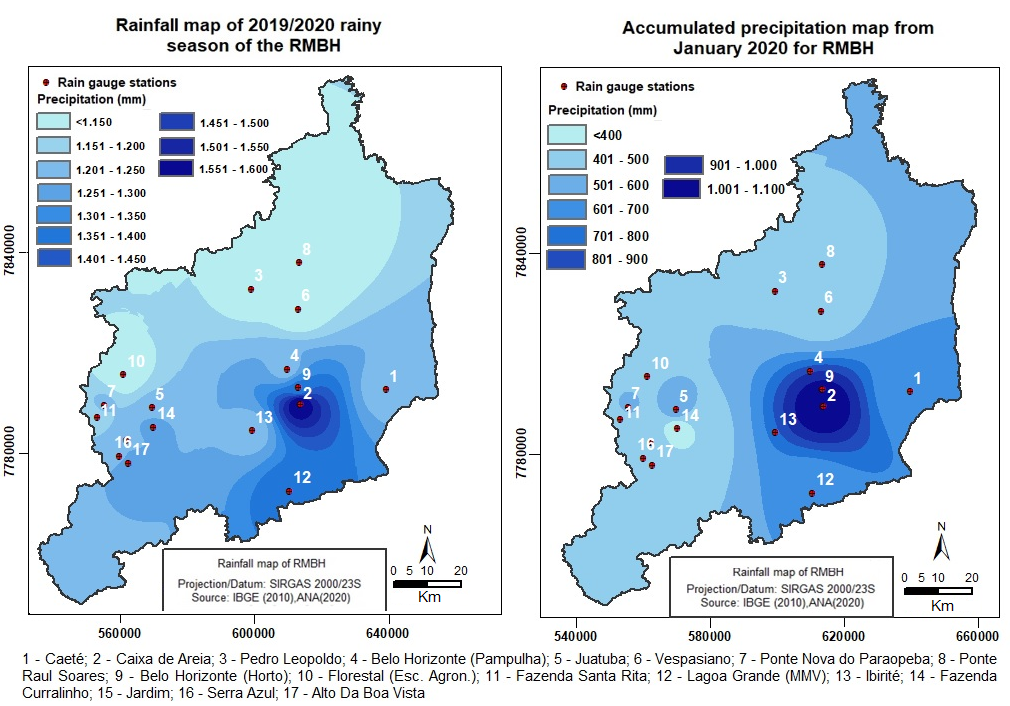 Rainfall map of 2019/2020 rainy
season of the RMBH
Rain gauge stations
Precipitation (mm)
<1.150
1.151 - 1.200
1.201 - 1.250
1.251 - 1.300
1.301 - 1.350
1.351 - 1.400
1.401 - 1.450
1.451 - 1.500
1.501 - 1.550
1.551 - 1.600
7840000
7780000
8
3
6
10
4
9
1
7
5
2
11
14
13
16
17
12
N
0 5 10 20
Km
Rainfall map of RMBH
Projection/Datum: SIRGAS 2000/23S
Source: IBGE (2010),ANA(2020)
560000
600000
640000
Accumulated precipitation map from
January 2020 for RMBH
Rain gauge stations
Precipitation (mm)
<400
401 - 500
501 - 600
601 - 700
701 - 800
801 - 900
901 - 1.000
1.001 - 1.100
7840000
7780000
8
3
6
4
10
9
1
7
5
2
11
14
13
16
17
12
N
0 5 10 20
Km
Rainfall map of RMBH
Projection/Datum: SIRGAS 2000/23S
Source: IBGE (2010),ANA(2020)
540000
580000
620000
660000
1 - Caeté; 2 - Caixa de Areia; 3 - Pedro Leopoldo; 4 - Belo Horizonte (Pampulha); 5 - Juatuba; 6 - Vespasiano; 7 - Ponte Nova do Paraopeba; 8 - Ponte
Raul Soares; 9 - Belo Horizonte (Horto); 10 - Florestal (Esc. Agron.); 11 - Fazenda Santa Rita; 12 - Lagoa Grande (MMV); 13 - Ibirité; 14 - Fazenda
Curralinho; 15 - Jardim; 16 - Serra Azul; 17 - Alto Da Boa Vista